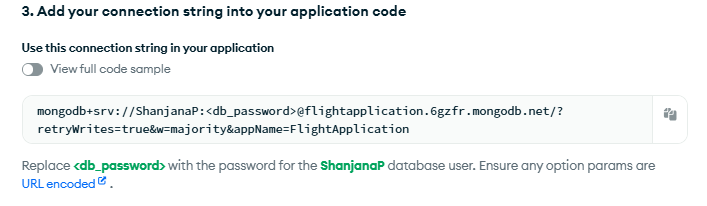 3. Add your connection string into your application code
Use this connection string in your application
View full code sample
mongodb+srv://ShanjanaP:<db_password>@flightapplication.6gzfr.mongodb.net/?
retryWrites=true&w=majority&appName=FlightApplication
Replace <db_password> with the password for the ShanjanaP database user. Ensure any option params are
URL encoded .